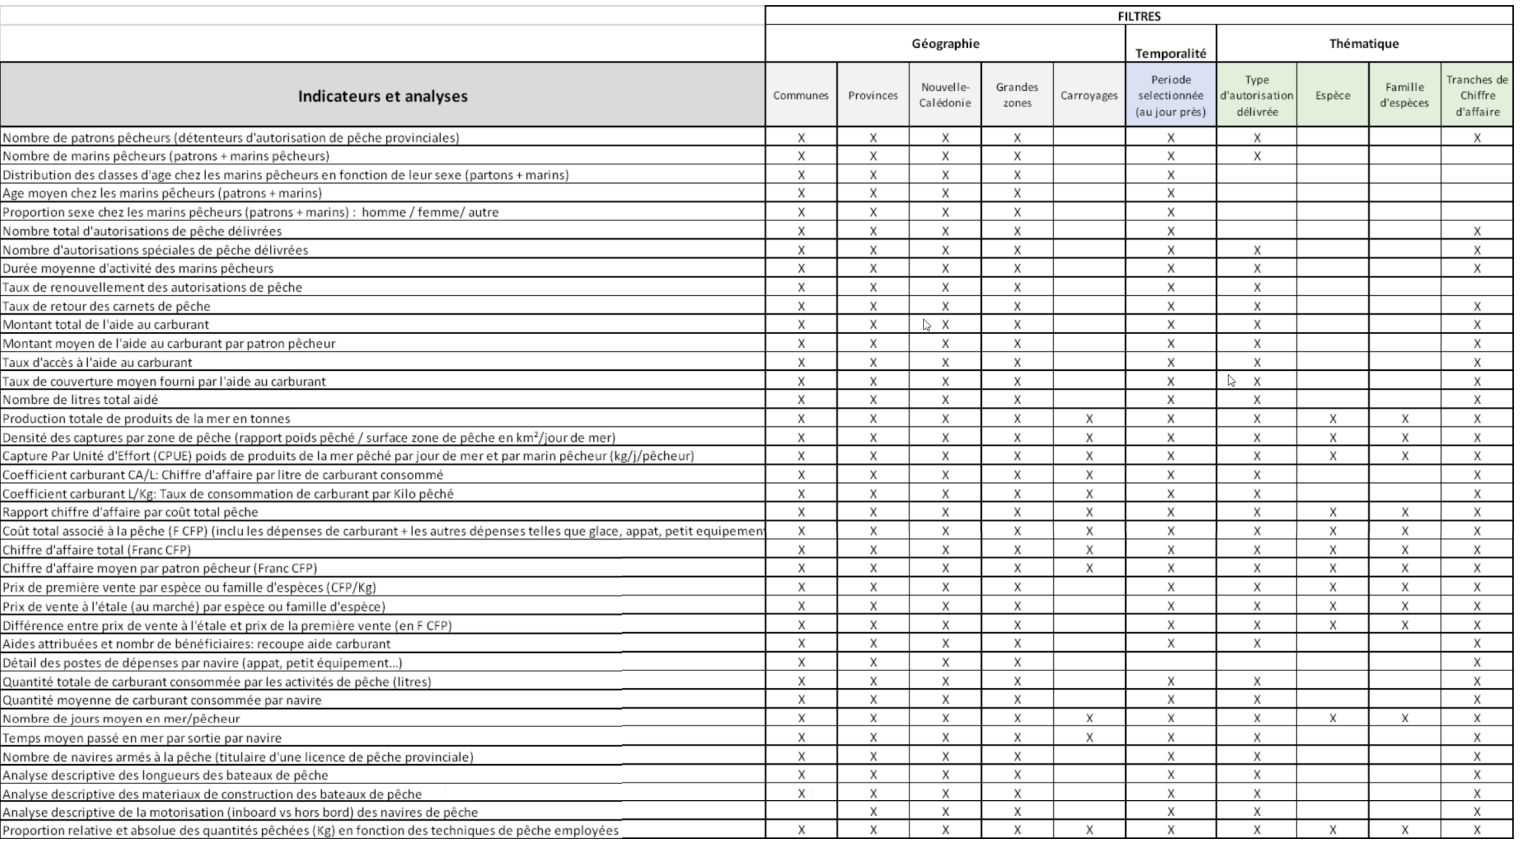 FILTRES
Géographie Temporalité Thématique
Indicateurs et analyses
Communes
Provinces
Nouvelle-
Calédonie
Grandes
zones
Carroyages
Periode
selectionnée
(au jour près)
Type
d'autorisation
délivrée
Espèce
Famille
d'espèces
Tranches de
Chiffre
d'affaire
Nombre de patrons pêcheurs (détenteurs d'autorisation de pêche provinciales) X X X X X X X
Nombre de marins pêcheurs (patrons + marins pêcheurs) X X X X X X
Distribution des classes d'age chez les marins pêcheurs en fonction de leur sexe (partons + marins) X X X X X
Age moyen chez les marins pêcheurs (patrons + marins) X X X X X
Proportion sexe chez les marins pêcheurs (patrons + marins) : homme / femme/ autre X X X X X
Nombre total d'autorisations de pêche délivrées X X X X X X
Nombre d'autorisations spéciales de pêche délivrées X X X X X X X
Durée moyenne d'activité des marins pêcheurs X X X X X X X
Taux de renouvellement des autorisations de pêche X X X X X X
Taux de retour des carnets de pêche X X X X X X X
Montant total de l'aide au carburant X X X X X X X
Montant moyen de l'aide au carburant par patron pêcheur X X X X X X X
Taux d'accès à l'aide au carburant X X X X X X X
Taux de couverture moyen fourni par l'aide au carburant X X X X X X X
Nombre de litres total aidé X X X X X X X
Production totale de produits de la mer en tonnes X X X X X X X X X X
Densité des captures par zone de pêche (rapport poids pêché / surface zone de pêche en km²/jour de mer) X X X X X X X X X X
Capture Par Unité d'Effort (CPUE) poids de produits de la mer pêché par jour de mer et par marin pêcheur (kg/j/pêcheur) X X X X X X X X X X
Coefficient carburant CA/L: Chiffre d'affaire par litre de carburant consommé X X X X X X X X
Coefficient carburant L/Kg: Taux de consommation de carburant par Kilo pêché X X X X X X X X
Rapport chiffre d'affaire par coût total pêche X X X X X X X X X X
Coût total associé à la pêche (F CFP) (inclu les dépenses de carburant + les autres dépenses telles que glace, appat, petit equipement X X X X X X X X X X
Chiffre d'affaire total (Franc CFP) X X X X X X X X X X
Chiffre d'affaire moyen par patron pêcheur (Franc CFP) X X X X X X X X X X
Prix de première vente par espèce ou famille d'espèces (CFP/Kg) X X X X X X X X X
Prix de vente à l'étale (au marché) par espèce ou famille d'espèce) X X X X X X X X X
Différence entre prix de vente à l'étale et prix de la première vente (en F CFP) X X X X X X X X X
Aides attribuées et nombr de bénéficiaires: recoupe aide carburant X X X X X X X
Détail des postes de dépenses par navire (appat, petit équipement...) X X X X X
Quantité totale de carburant consommée par les activités de pêche (litres) X X X X X X X
Quantité moyenne de carburant consommée par navire X X X X X X X
Nombre de jours moyen en mer/pêcheur X X X X X X X X X X
Temps moyen passé en mer par sortie par navire X X X X X X X X
Nombre de navires armés à la pêche (titulaire d'une licence de pêche provinciale) X X X X X X X
Analyse descriptive des longueurs des bateaux de pêche X X X X X X X
Analyse descriptive des materiaux de construction des bateaux de pêche X X X X X X X
Analyse descriptive de la motorisation (inboard vs hors bord) des navires de pêche X X X X X X
Proportion relative et absolue des quantités pêchées (Kg) en fonction des techniques de pêche employées X X X X X X X X X X